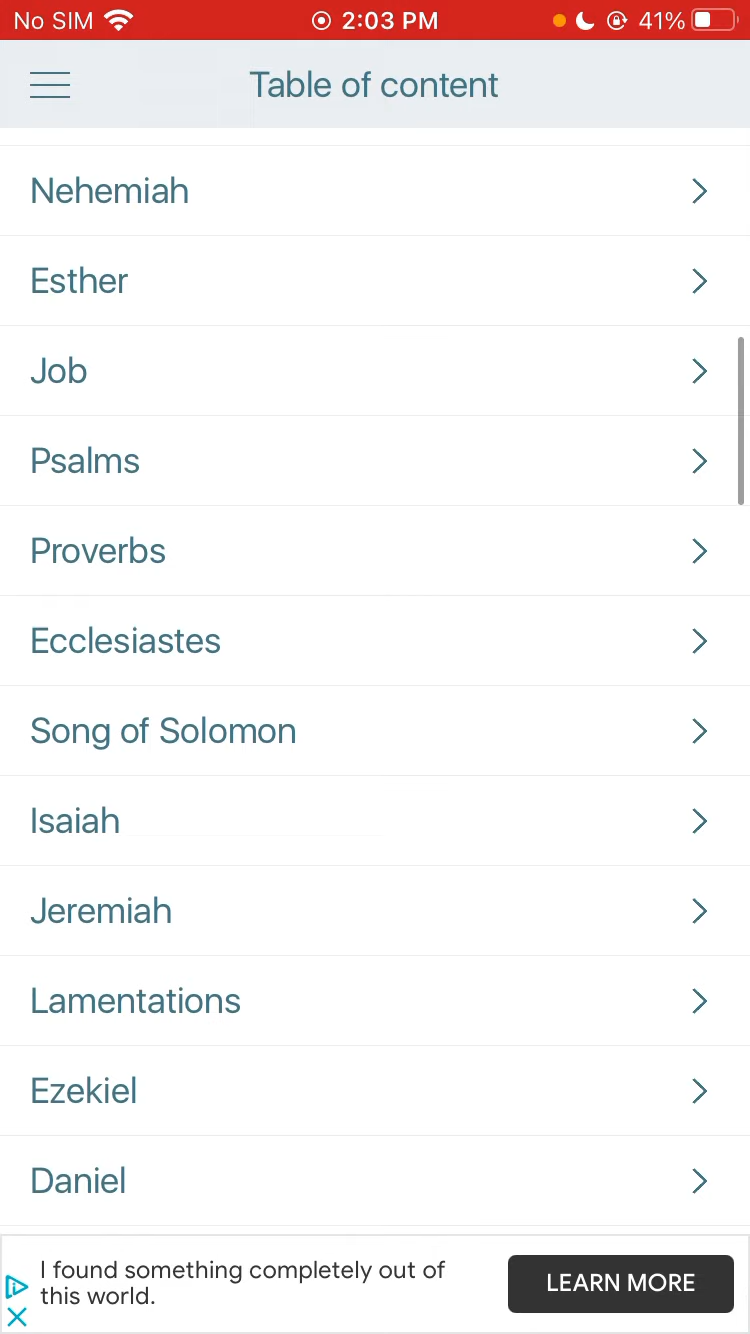 No SIM 2:03 PM 41%
Table of content
Nehemiah
Esther
Job
Psalms
Proverbs
Ecclesiastes
Song of Solomon
Isaiah
Jeremiah
Lamentations
Ezekiel
Daniel
I found something completely out of
this world.
LEARN MORE